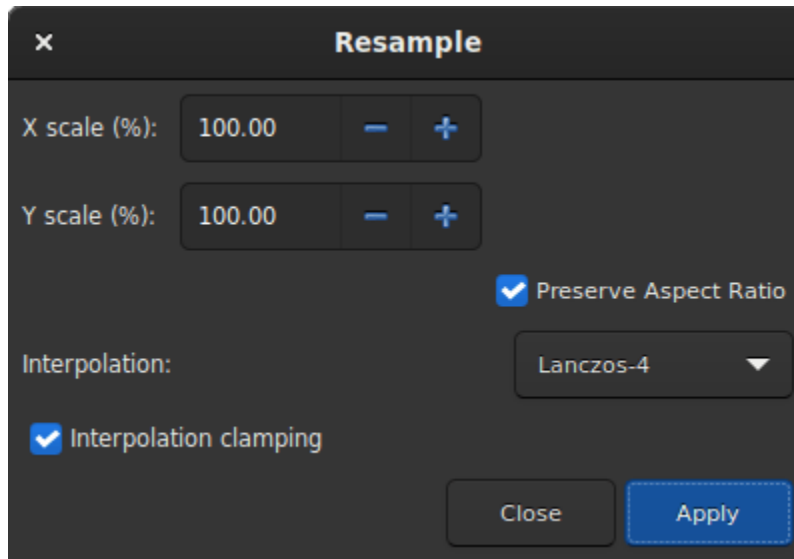 Resample
X scale (%): 100.00
Y scale (%): 100.00
Preserve Aspect Ratio
Interpolation: Lanczos-4
Interpolation clamping
Close Apply